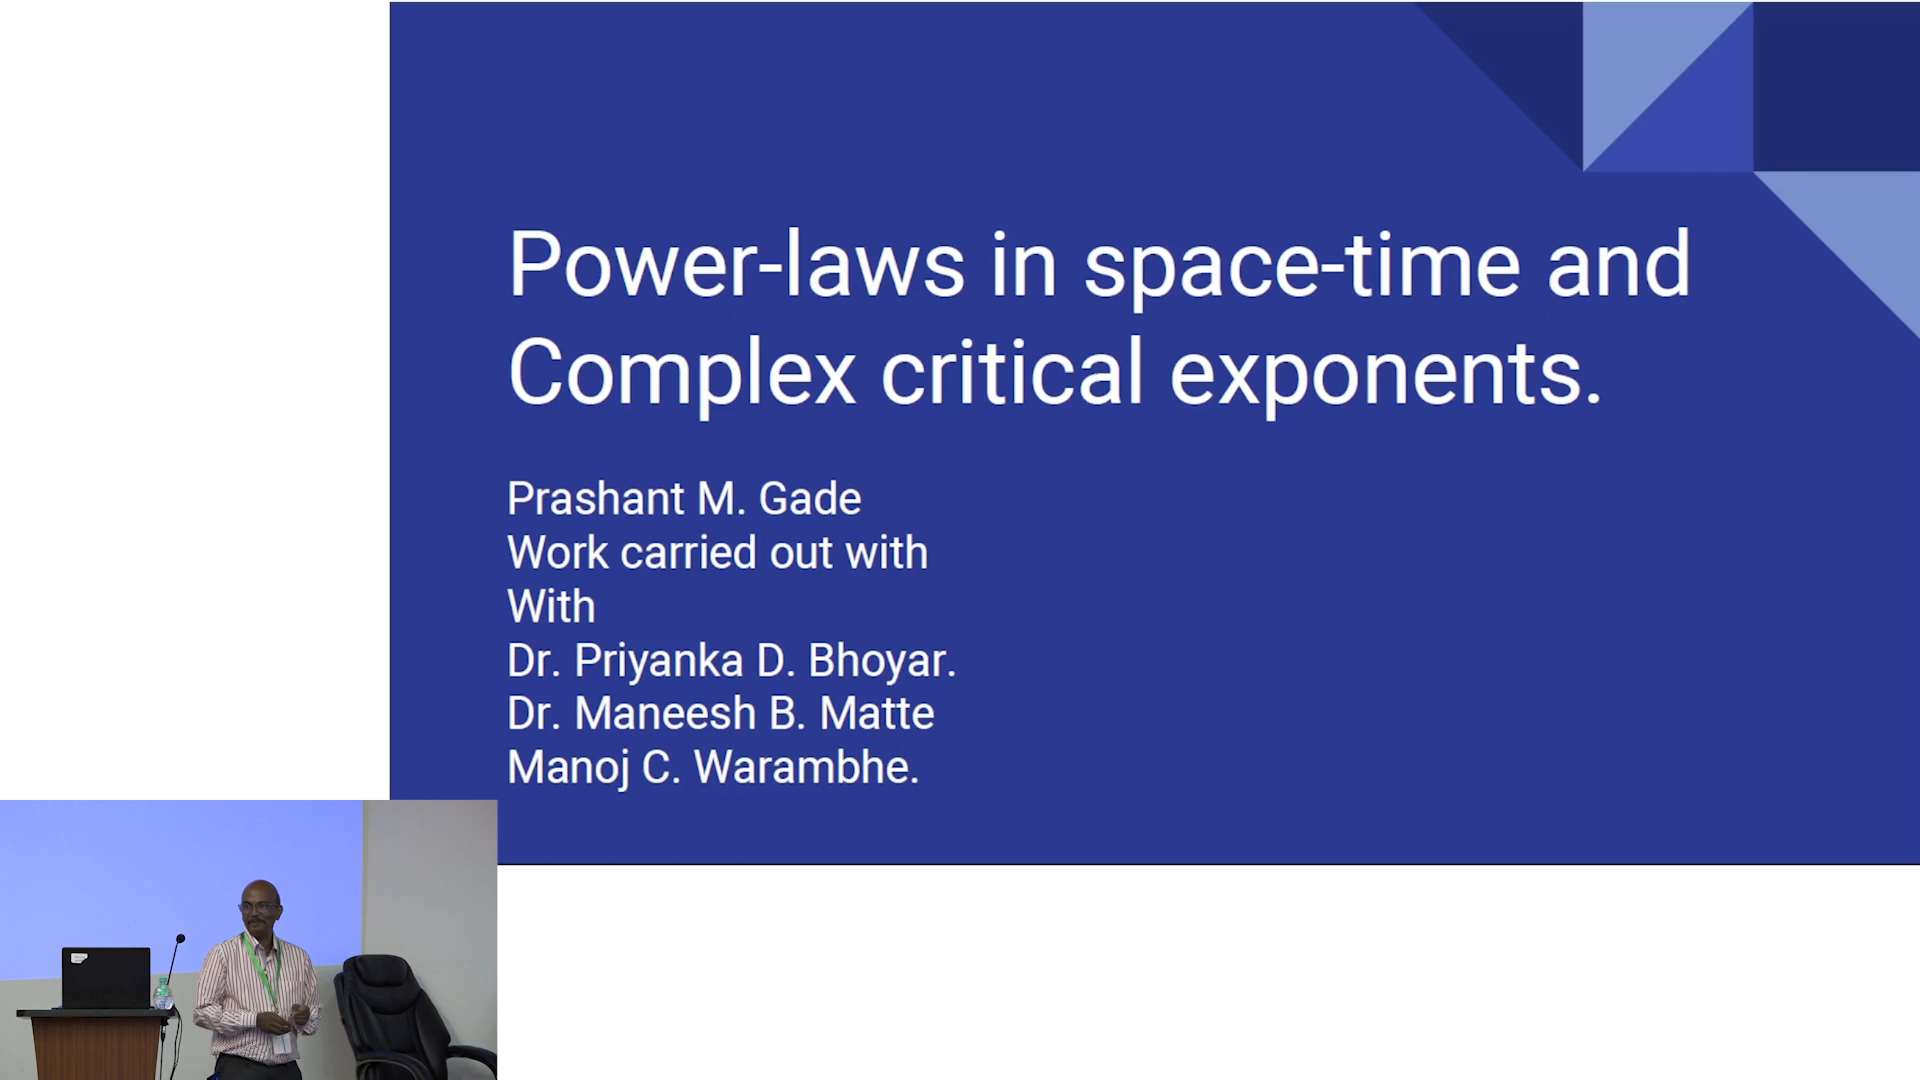 Power-laws in space-time and
Complex critical exponents.
Prashant M. Gade
Work carried out with
With
Dr. Priyanka D. Bhoyar.
Dr. Maneesh B. Matte
Manoj C. Warambhe.